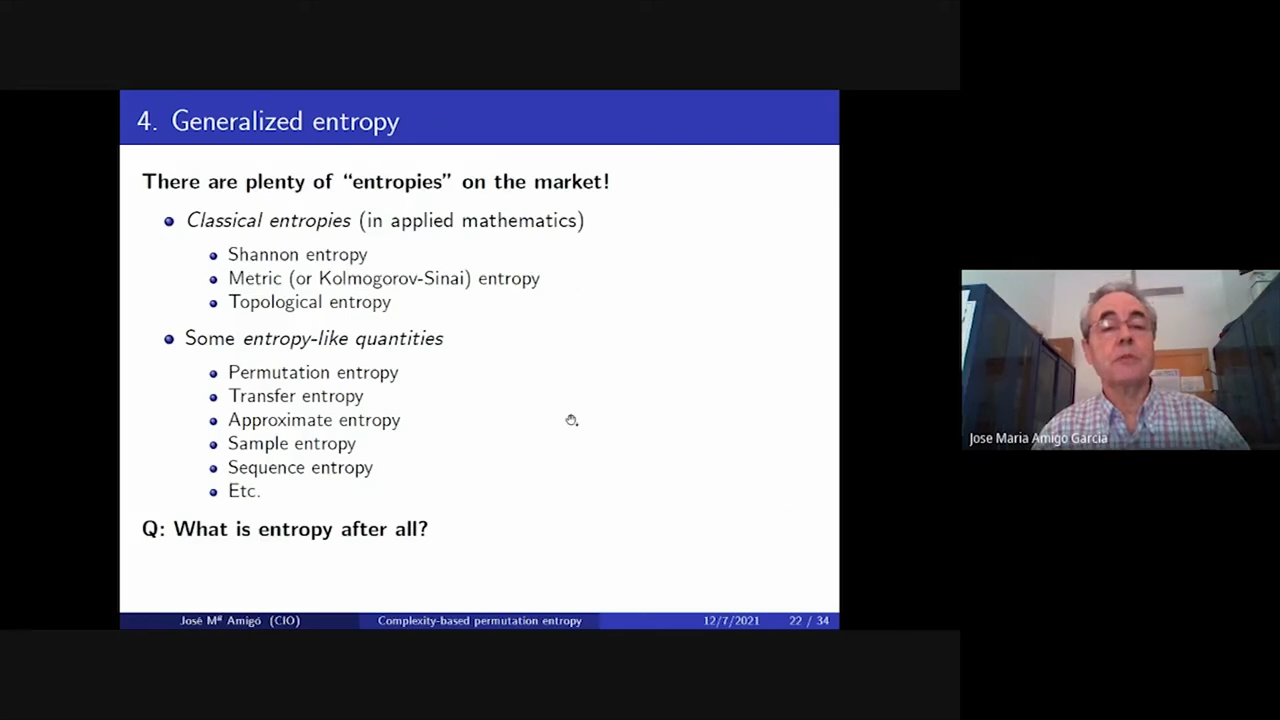 4. Generalized entropy
There are plenty of “entropies” on the market!
Classical entropies (in applied mathematics)
Shannon entropy
Metric (or Kolmogorov-Sinai) entropy
Topological entropy
Some entropy-like quantities
Permutation entropy
Transfer entropy
Approximate entropy
Sample entropy
Sequence entropy
Etc.
Q: What is entropy after all?
José Mª Amigó (CIO) Complexity-based permutation entropy 12/7/2021 22 / 34
Jose Maria Amigo Garcia